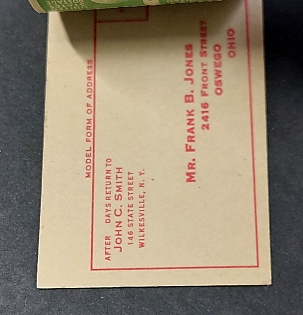 MODEL FORM OF ADDRESS
AFTER DAYS RETURN TO
JOHN C. SMITH
146 STATE STREET
WILKESVILLE, N. Y.
MR. FRANK B. JONES
2416 FRONT STREET
OSWEGO
OHIO